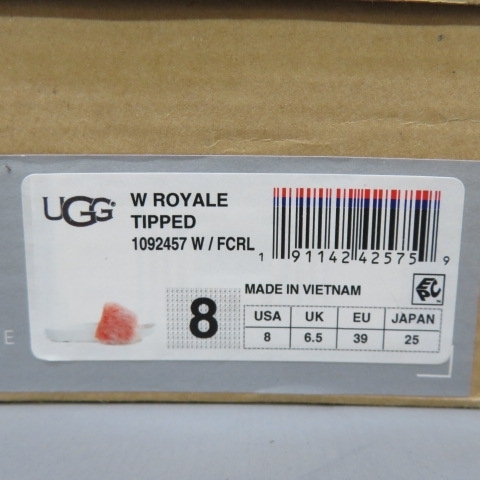 UGG®
W ROYALE
TIPPED
1092457 W / FCRL
1 91142 42575 9
MADE IN VIETNAM
8
USA UK EU JAPAN
8 6.5 39 25
E